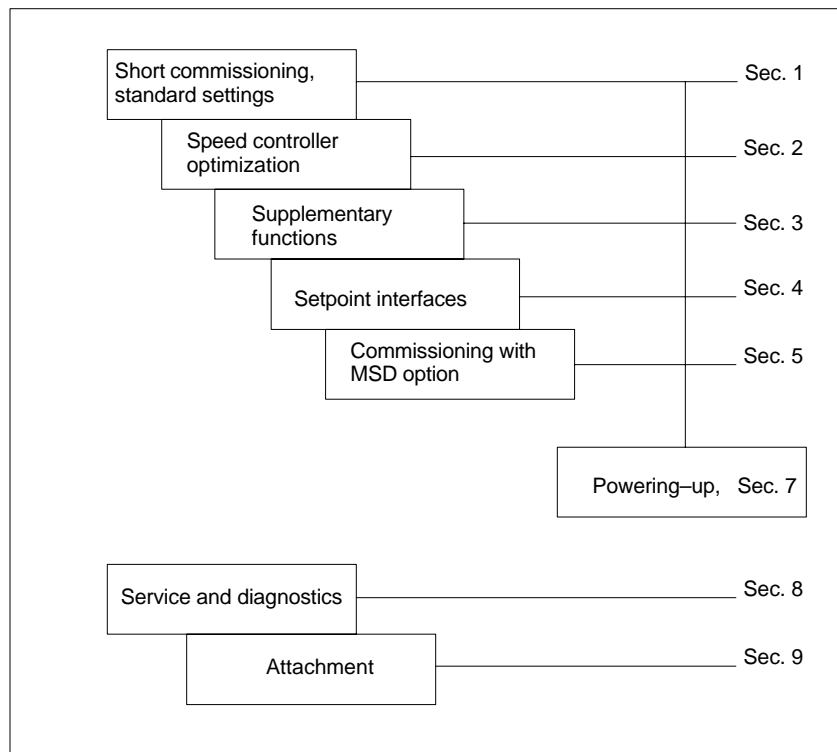 Short commissioning,
standard settings
Sec. 1
Speed controller
optimization
Sec. 2
Supplementary
functions
Sec. 3
Setpoint interfaces
Sec. 4
Commissioning with
MSD option
Sec. 5
Powering–up, Sec. 7
Service and diagnostics
Sec. 8
Attachment
Sec. 9